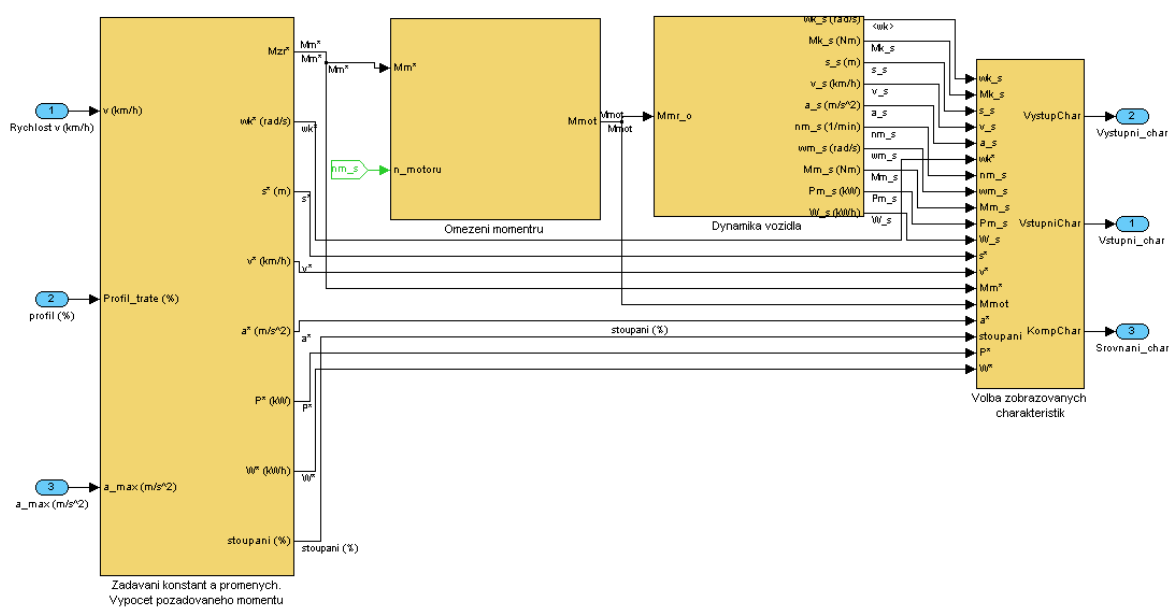 1
Rychlost v (km/h)
2
profil (%)
3
a_max (m/s^2)
v (km/h)
Profil_trate (%)
a_max (m/s^2)
Mzr*
wk* (rad/s)
s* (m)
v* (km/h)
a* (m/s^2)
P* (kW)
W* (kWh)
stoupani (%)
Zadavani konstant a promenych.
Vypocet pozadovaneho momentu
Mm*
Mm*
Mm*
wk*
s*
v*
a*
P*
W*
stoupani (%)
nm_s
Mm*
n_motoru
Mmot
Omezeni momentru
Mmot
Mmot
Mmr_o
wk_s (rad/s)
Mk_s (Nm)
s_s (m)
v_s (km/h)
a_s (m/s^2)
nm_s (1/min)
wm_s (rad/s)
Mm_s (Nm)
Pm_s (kW)
W_s (kWh)
Dynamika vozidla
<wk>
Mk_s
s_s
v_s
a_s
nm_s
wm_s
Mm_s
Pm_s
W_s
stoupani (%)
wk_s
Mk_s
s_s
v_s
a_s
wk*
nm_s
wm_s
Mm_s
Pm_s
W_s
s*
v*
Mm*
Mmot
a*
stoupani
P*
W*
VystupChar
VstupniChar
KompChar
Volba zobrazovanych
charakteristik
2
Vystupni_char
1
Vstupni_char
3
Srovnani_char